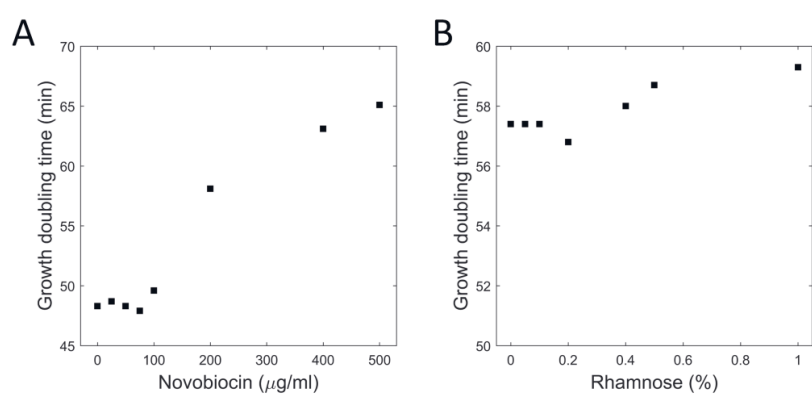 A
B
Growth doubling time (min)
70
65
60
55
50
45
0 100 200 300 400 500
Novobiocin (μg/ml)
Growth doubling time (min)
60
58
56
54
52
50
0 0.2 0.4 0.6 0.8 1
Rhamnose (%)